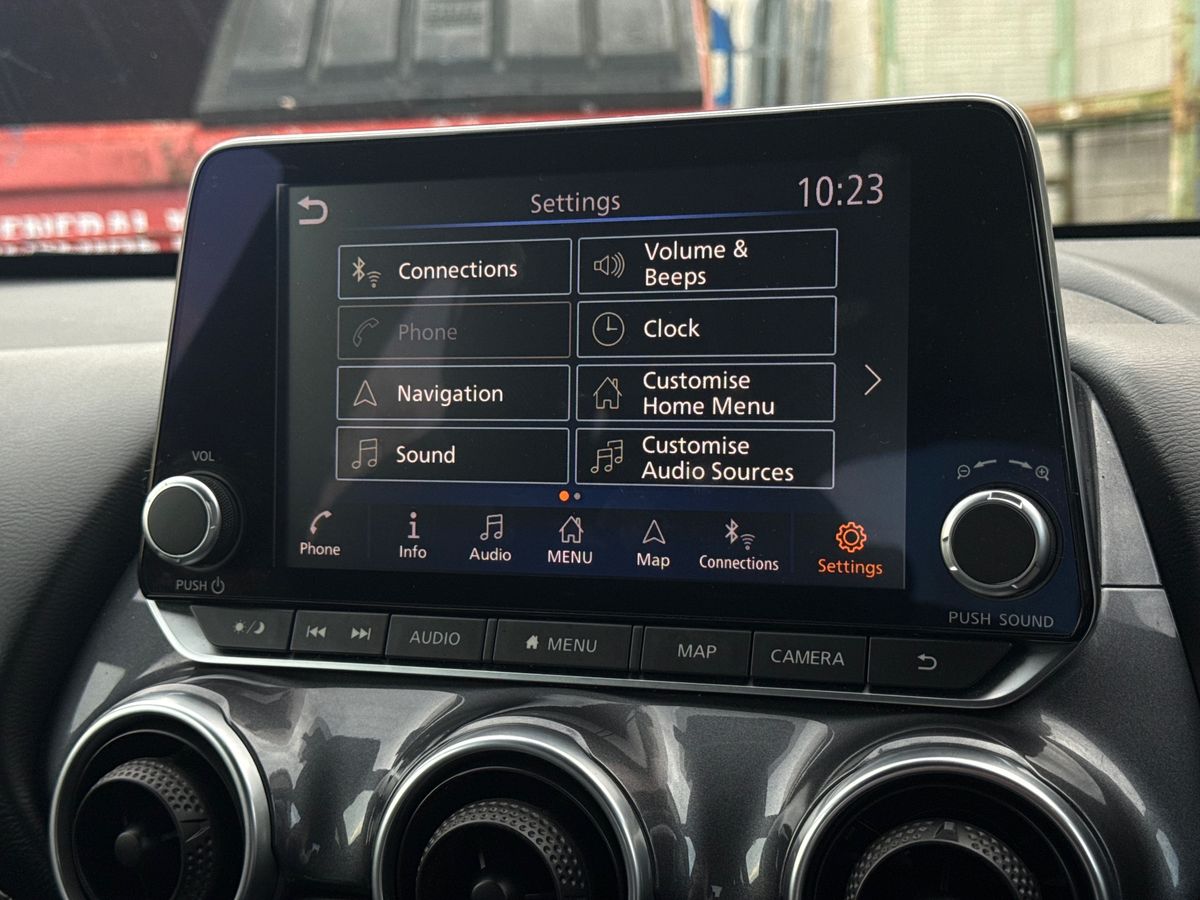 GENERAL
Settings
10:23
Connections
Volume &
Beeps
Phone
Clock
Navigation
Customise
Home Menu
Sound
Customise
Audio Sources
Phone
Info
Audio
MENU
Map
Connections
Settings
VOL
PUSH
PUSH SOUND
AUDIO
MENU
MAP
CAMERA